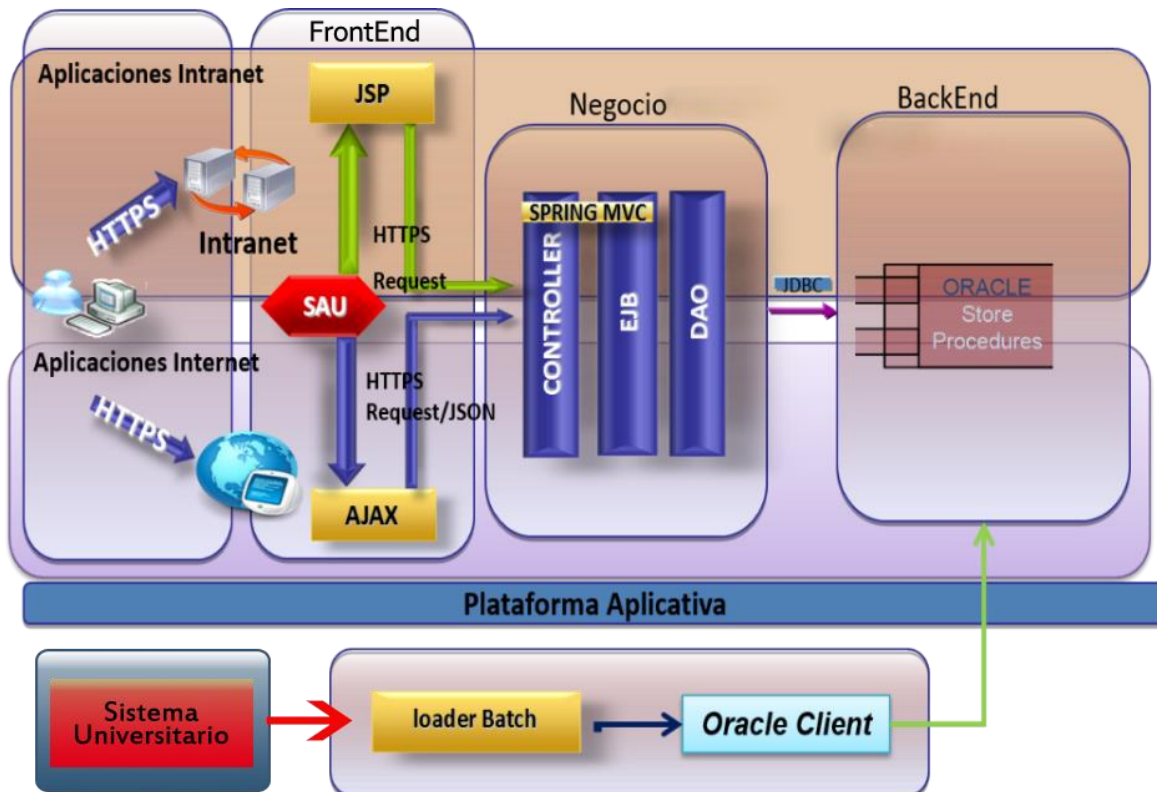 FrontEnd
Aplicaciones Intranet
JSP
Negocio
BackEnd
HTTPS
Intranet
HTTPS
Request
SPRING MVC
CONTROLLER
EJB
DAO
JDBC
ORACLE
Store
Procedures
SAU
Aplicaciones Internet
HTTPS
HTTPS
Request/JSON
AJAX
Plataforma Aplicativa
Sistema
Universitario
loader Batch
Oracle Client